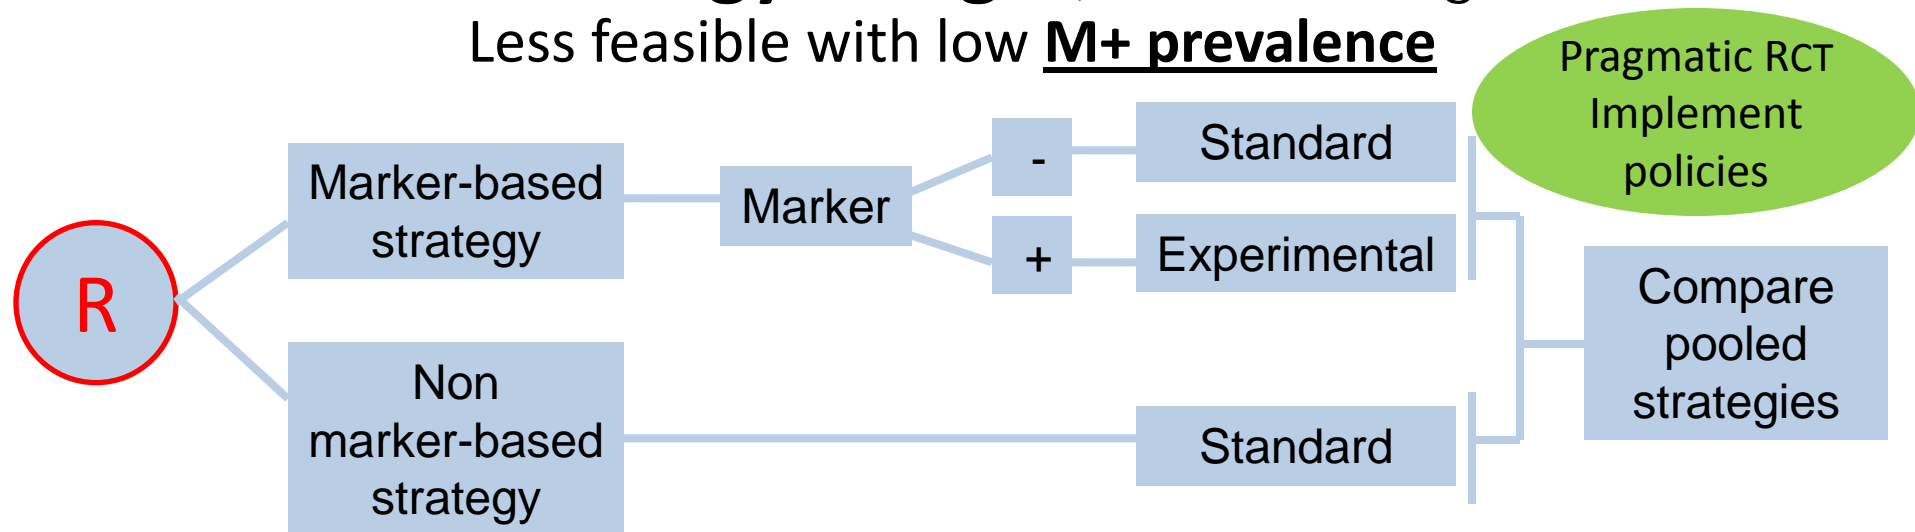 Less feasible with low M+ prevalence
Pragmatic RCT
Implement
policies
R
Marker-based
strategy
Marker
-
Standard
+
Experimental
Non
marker-based
strategy
Standard
Compare
pooled
strategies